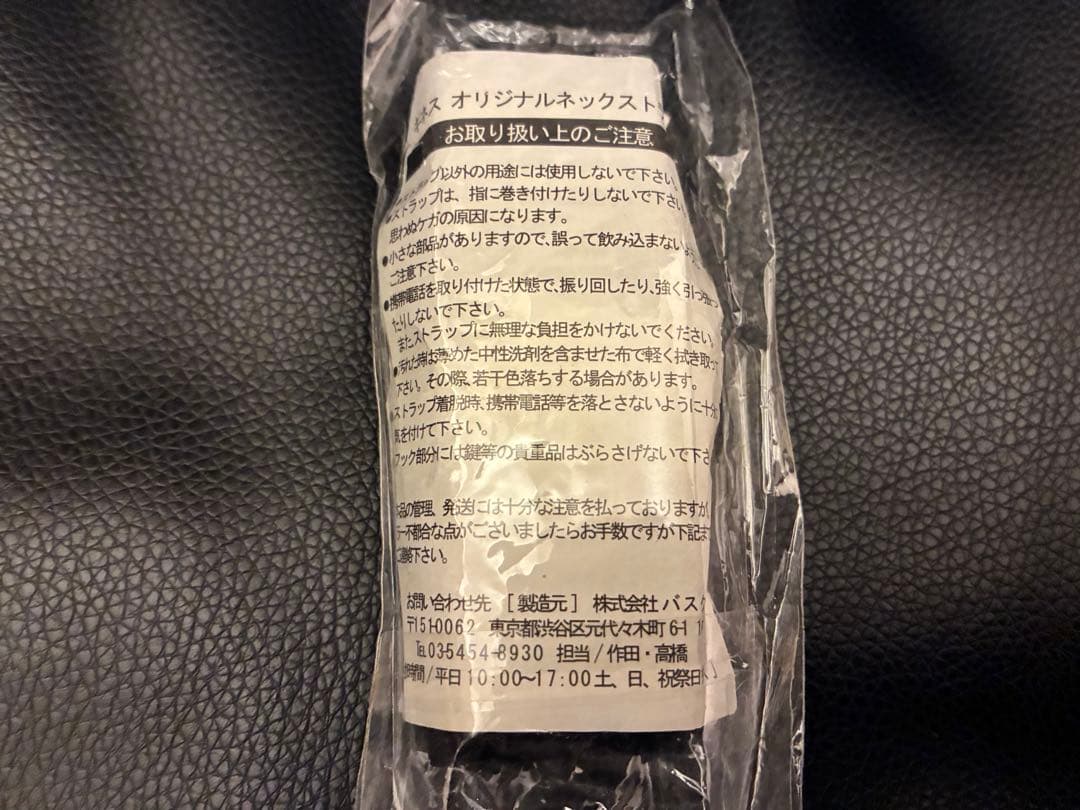 ネス オリジナルネックスト
お取り扱い上のご注意
プ以外の用途には使用しないで下さい。
ストラップは、指に巻き付けたりしないで下さい
思わぬケガの原因になります。
●小さな部品がありますので、誤って飲み込まない
ご注意下さい。
●携帯電話を取り付けた状態で、振り回したり、強く引っ張っ
たりしないで下さい。
また、ストラップに無理な負担をかけないでください
●汚れた時は薄めた中性洗剤を含ませた布で軽く拭き取っ
下さい。その際、若干色落ちする場合があります。
●ストラップ着脱時、携帯電話等を落とさないように十分
気を付けて下さい。
フック部分には鍵等の貴重品はぶらさげないで下さ
品の管理、発送には十分な注意を払っておりますが、
一不都合な点がございましたらお手数ですが下記ま
ご連絡下さい。
お問い合わせ先 [製造元] 株式会社 バス
〒151-0062 東京都渋谷区元代々木町6-1
TEL03-5454-8930 担当/作田・高橋
時間/平日10:00～17:00土、日、祝祭日